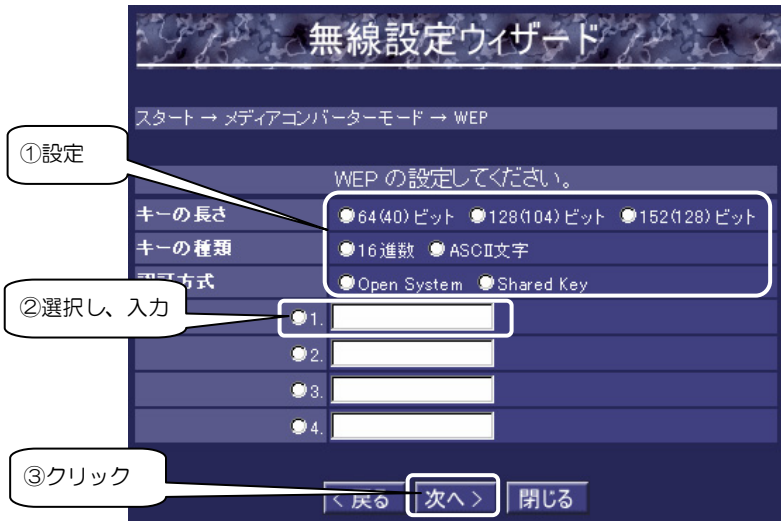 無線設定ウィザード
スタート → メディアコンバーターモード → WEP
①設定
WEP の設定してください。
キーの長さ 64(40)ビット 128(104)ビット 152(128)ビット
キーの種類 16進数 ASCII文字
認証方式 Open System Shared Key
②選択し、入力
1.
2.
3.
4.
③クリック
< 戻る 次へ > 閉じる